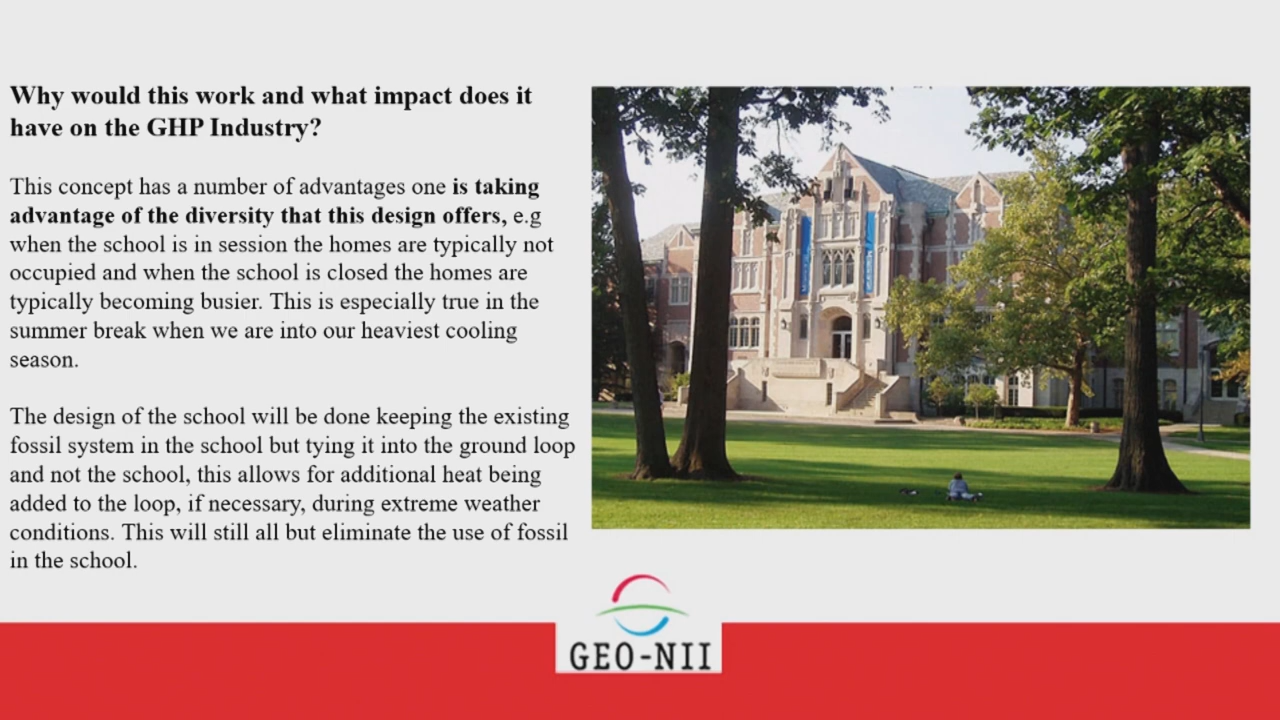 Why would this work and what impact does it
have on the GHP Industry?
This concept has a number of advantages one is taking
advantage of the diversity that this design offers, e.g
when the school is in session the homes are typically not
occupied and when the school is closed the homes are
typically becoming busier. This is especially true in the
summer break when we are into our heaviest cooling
season.
The design of the school will be done keeping the existing
fossil system in the school but tying it into the ground loop
and not the school, this allows for additional heat being
added to the loop, if necessary, during extreme weather
conditions. This will still all but eliminate the use of fossil
in the school.
GEO-NII